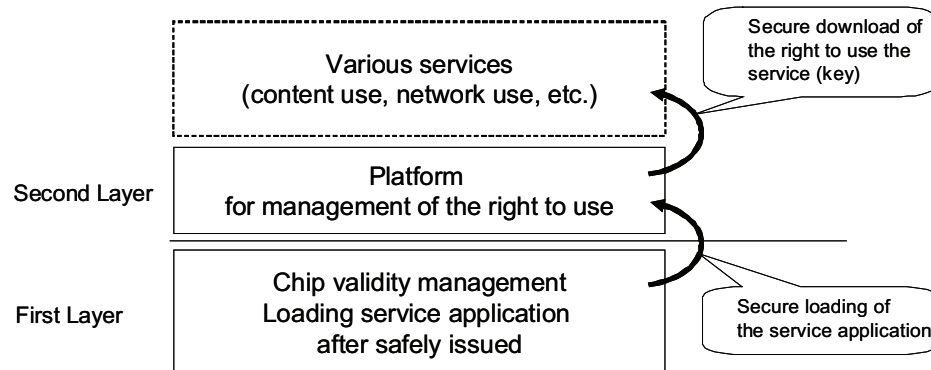 Secure download of
the right to use the
service (key)
Various services
(content use, network use, etc.)
Second Layer
Platform
for management of the right to use
First Layer
Chip validity management
Loading service application
after safely issued
Secure loading of
the service application